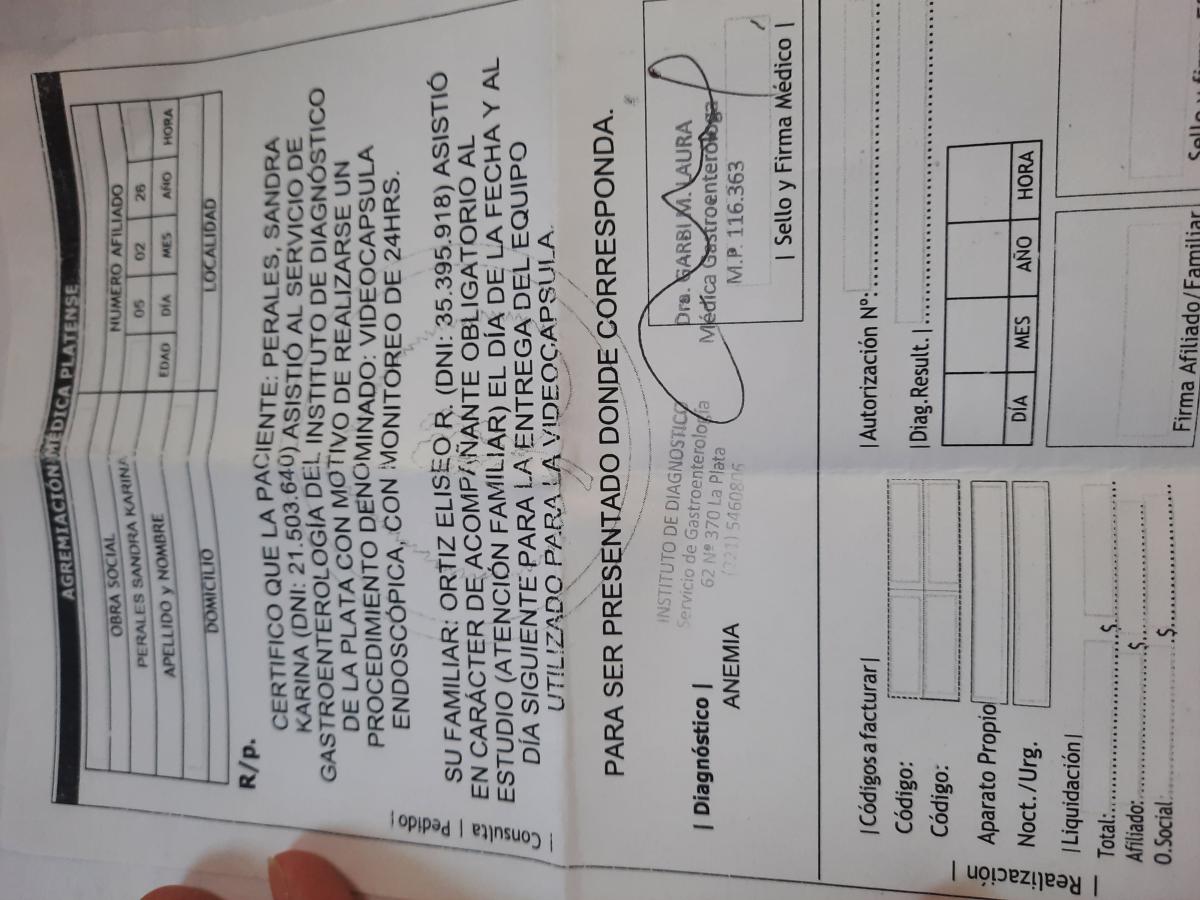 AGREMIACIÓN MÉDICA PLATENSE
OBRA SOCIAL
NUMERO AFILIADO
PERALES SANDRA KARINA
05 02 26
APELLIDO y NOMBRE
EDAD DÍA MES AÑO HORA
DOMICILIO
LOCALIDAD
R/p.
CERTIFICO QUE LA PACIENTE: PERALES, SANDRA
KARINA (DNI: 21.503.640) ASISTIÓ AL SERVICIO DE
GASTROENTEROLOGÍA DEL INSTITUTO DE DIAGNÓSTICO
DE LA PLATA CON MOTIVO DE REALIZARSE UN
PROCEDIMIENTO DENOMINADO: VIDEOCAPSULA
ENDOSCÓPICA, CON MONITOREO DE 24HRS.
SU FAMILIAR: ORTIZ ELISEO R. (DNI: 35.395.918) ASISTIÓ
EN CARÁCTER DE ACOMPAÑANTE OBLIGATORIO AL
ESTUDIO (ATENCIÓN FAMILIAR) EL DÍA DE LA FECHA Y AL
DÍA SIGUIENTE PARA LA ENTREGA DEL EQUIPO
UTILIZADO PARA LA VIDEOCAPSULA.
| Consulta | Pedido |
PARA SER PRESENTADO DONDE CORRESPONDA.
INSTITUTO DE DIAGNOSTICO
Servicio de Gastroenterología
62 Nº 370 La Plata
(221) 5460806
Dra. GARBI M. LAURA
Médica Gastroenteróloga
M.P. 116.363
| Diagnóstico |
ANEMIA
| Sello y Firma Médico |
|Códigos a facturar|
Código:
Código:
Aparato Propio
Noct./Urg.
|Liquidación|
Total: $
Afiliado: $
O.Social: $
| Realización |
|Autorización Nº:
|Diag.Result.|
DÍA MES AÑO HORA
Firma Afiliado/Familiar